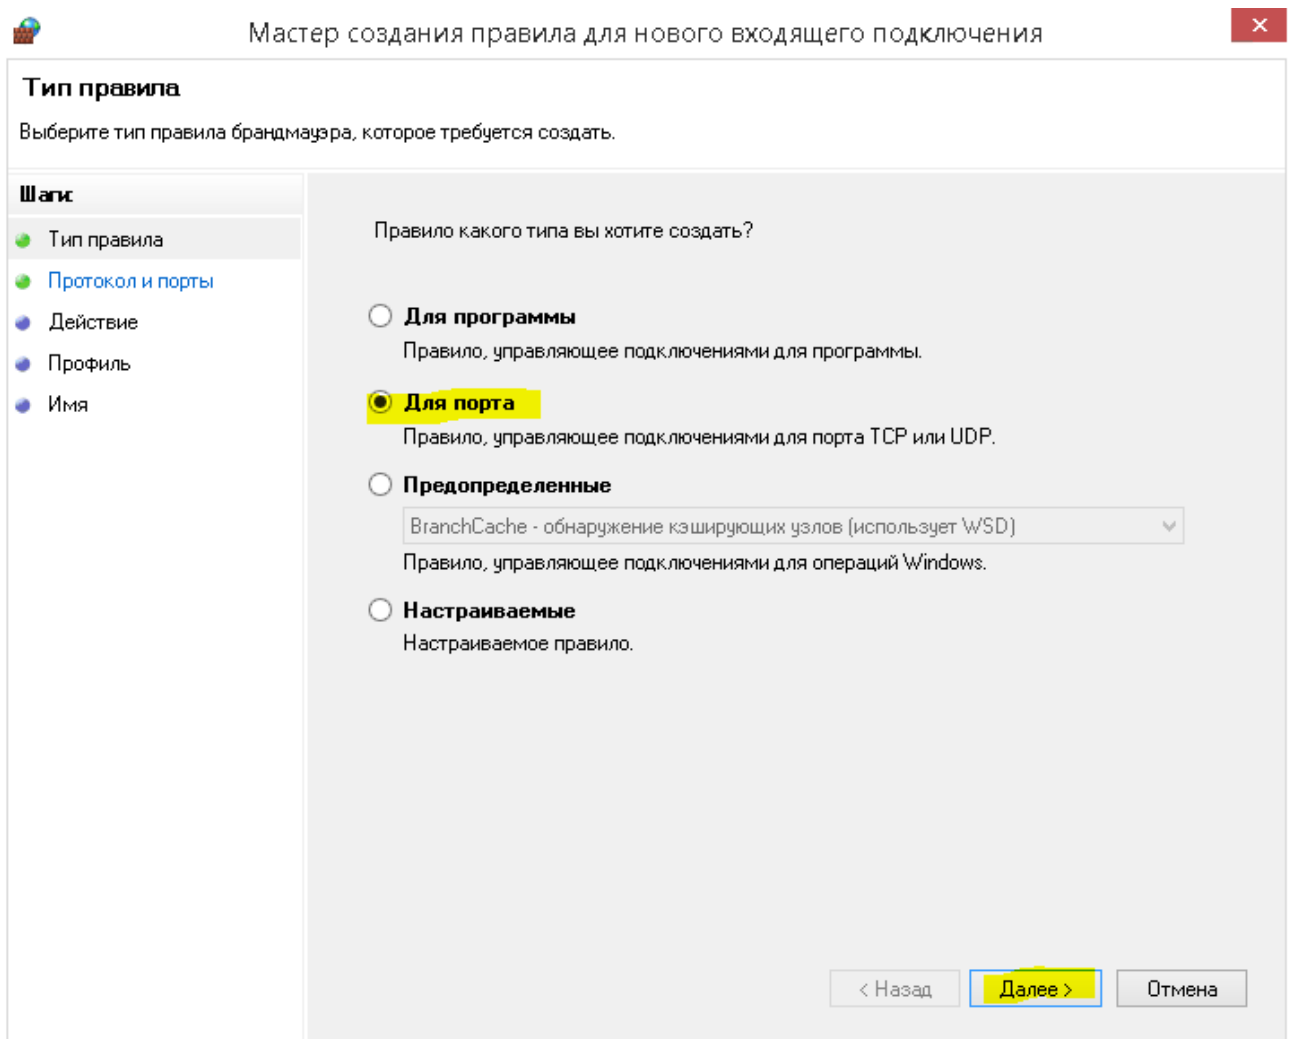 Мастер создания правила для нового входящего подключения
Тип правила
Выберите тип правила брандмауэра, которое требуется создать.
Шаги:
Тип правила
Протокол и порты
Действие
Профиль
Имя
Правило какого типа вы хотите создать?
Для программы
Правило, управляющее подключениями для программы.
Для порта
Правило, управляющее подключениями для порта TCP или UDP.
Предопределенные
BranchCache - обнаружение кэширующих узлов (использует WSD)
Правило, управляющее подключениями для операций Windows.
Настраиваемые
Настраиваемое правило.
< Назад
Далее >
Отмена